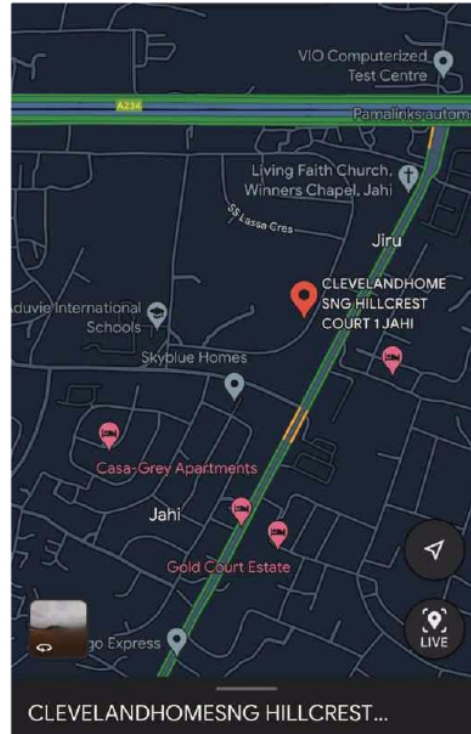 VIO Computerized
Test Centre
A234
Pamalinks autom
Living Faith Church,
Winners Chapel, Jahi
SS Lassa Cres
Jiru
CLEVELANDHOME
SNG HILLCREST
COURT 1 JAHI
Aduvie International
Schools
Skyblue Homes
Casa-Grey Apartments
Jahi
Gold Court Estate
go Express
LIVE
CLEVELANDHOMESNG HILLCREST...